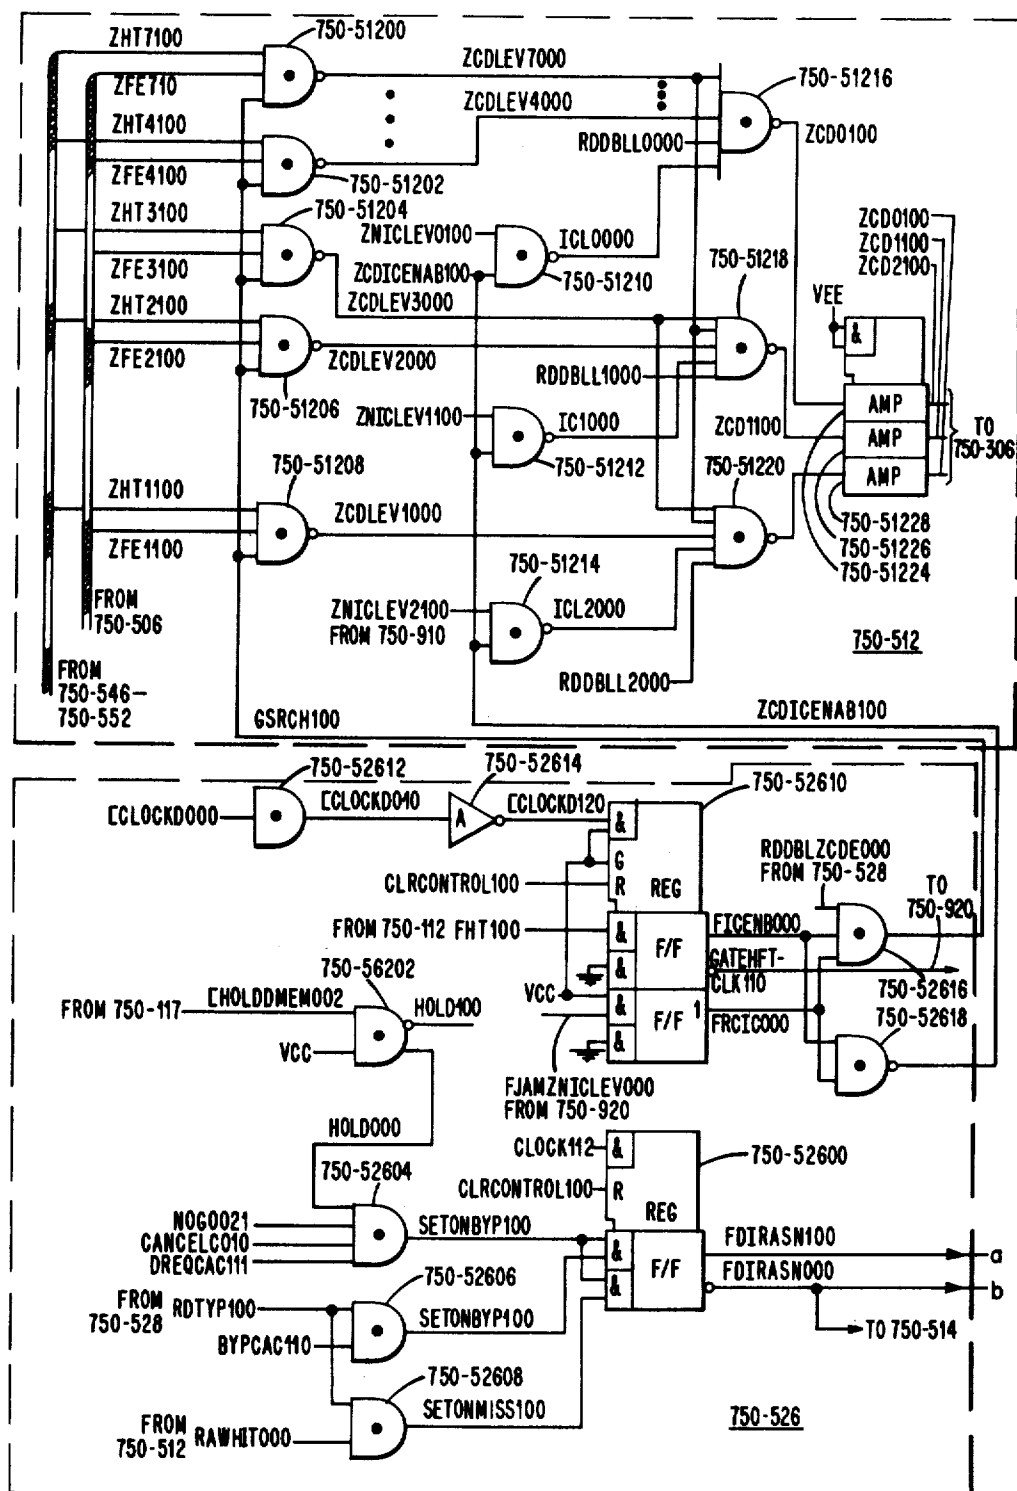 750-51200
ZHT7100
ZCDLEV7000
ZFE710
750-51216
ZCDLEV4000
ZHT4100
RDDBLL0000
ZCD0100
ZFE4100
750-51202
ZHT3100
750-51204
ZNICLEV0100
ICL0000
ZCD0100
ZCD1100
ZCD2100
750-51218
ZFE3100
ZCDICENAB100
750-51210
ZHT2100
ZCDLEV3000
VEE
&
ZFE2100
ZCDLEV2000
RDDBLL1000
750-51206
ZNICLEV1100
IC1000
ZCD1100
AMP
AMP
AMP
TO
750-306
750-51208
750-51212
750-51220
ZHT1100
ZCDLEV1000
750-51228
750-51226
750-51224
ZFE1100
750-51214
FROM
750-506
ZNICLEV2100
FROM 750-910
ICL2000
750-512
FROM
750-546—
750-552
RDDBLL2000
GSRCH100
ZCDICENAB100
750-52612
750-52614
750-52610
[CLOCKD000
[CLOCKD010
A
[CLOCKD120
&
G
R
REG
RDDBLZCDE000
FROM 750-528
CLRCONTROL100
TO
750-920
FROM 750-112 FHT100
&
F/F
FICENB000
&
GATEHFT-
CLK110
750-56202
VCC
&
F/F
1
FRCIC000
750-52616
750-52618
FROM 750-117
[HOLDDMEM002
HOLD100
&
VCC
FJAMZNICLEV000
FROM 750-920
HOLD000
CLOCK112
&
750-52600
750-52604
CLRCONTROL100
R
REG
NOGO021
CANCELC010
DREQCAC111
SETONBYP100
&
F/F
FDIRASN100
a
&
FDIRASN000
b
750-52606
FROM
750-528
RDTYP100
SETONBYP100
TO 750-514
BYPCAC110
750-52608
SETONMISS100
FROM
750-512
RAWHIT000
750-526